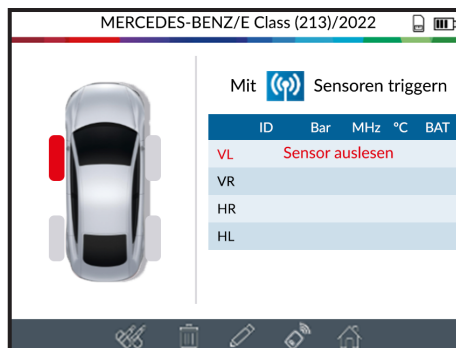 MERCEDES-BENZ/E Class (213)/2022
Mit Sensoren triggern
ID Bar MHz °C BAT
VL Sensor auslesen
VR
HR
HL